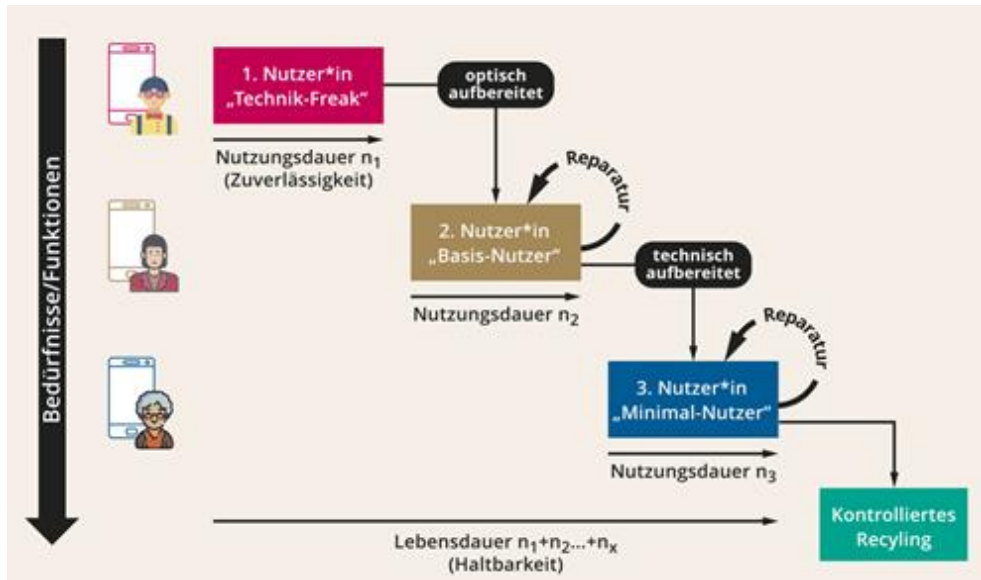 Bedürfnisse/Funktionen
1. Nutzer*in
„Technik-Freak“
optisch
aufbereitet
Nutzungsdauer n1
(Zuverlässigkeit)
Reparatur
2. Nutzer*in
„Basis-Nutzer“
technisch
aufbereitet
Nutzungsdauer n2
Reparatur
3. Nutzer*in
„Minimal-Nutzer“
Nutzungsdauer n3
Kontrolliertes
Recyling
Lebensdauer n1+n2...+nx
(Haltbarkeit)